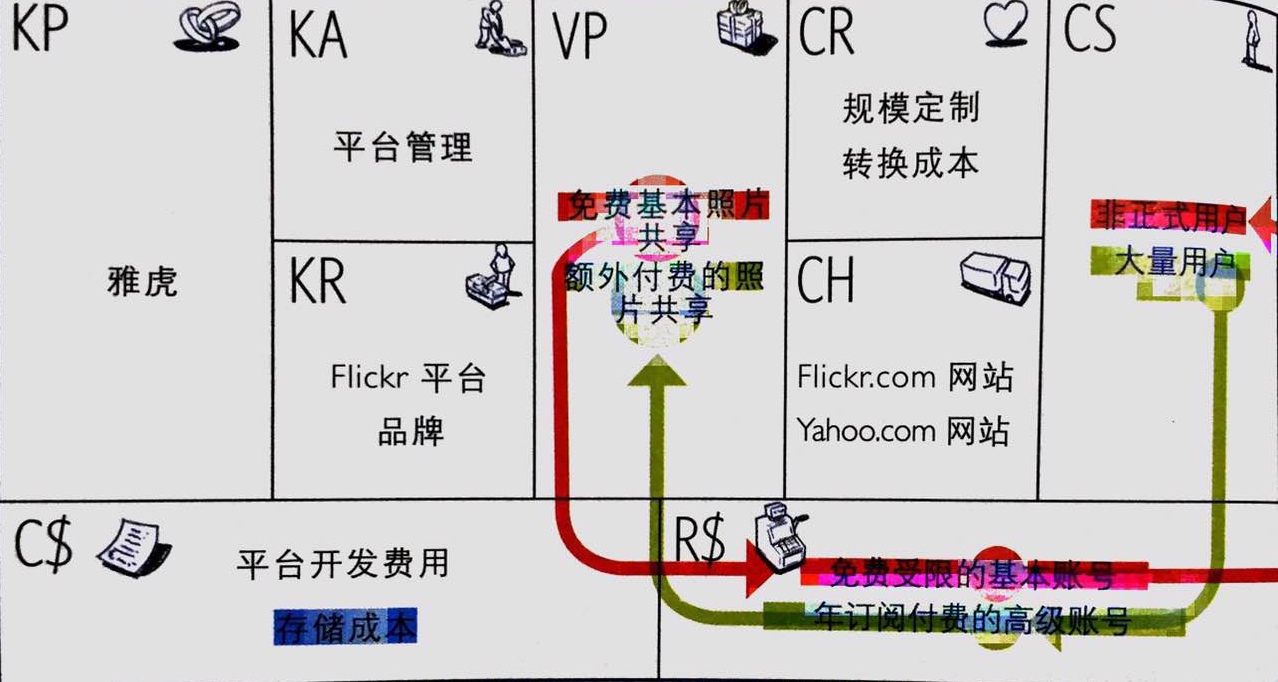 KP
雅虎
KA
平台管理
KR
Flickr 平台
品牌
VP
免费基本照片
共享
额外付费的照
片共享
CR
规模定制
转换成本
CH
Flickr.com 网站
Yahoo.com 网站
CS
非正式用户
大量用户
C$
平台开发费用
存储成本
R$
免费受限的基本账号
年订阅付费的高级账号